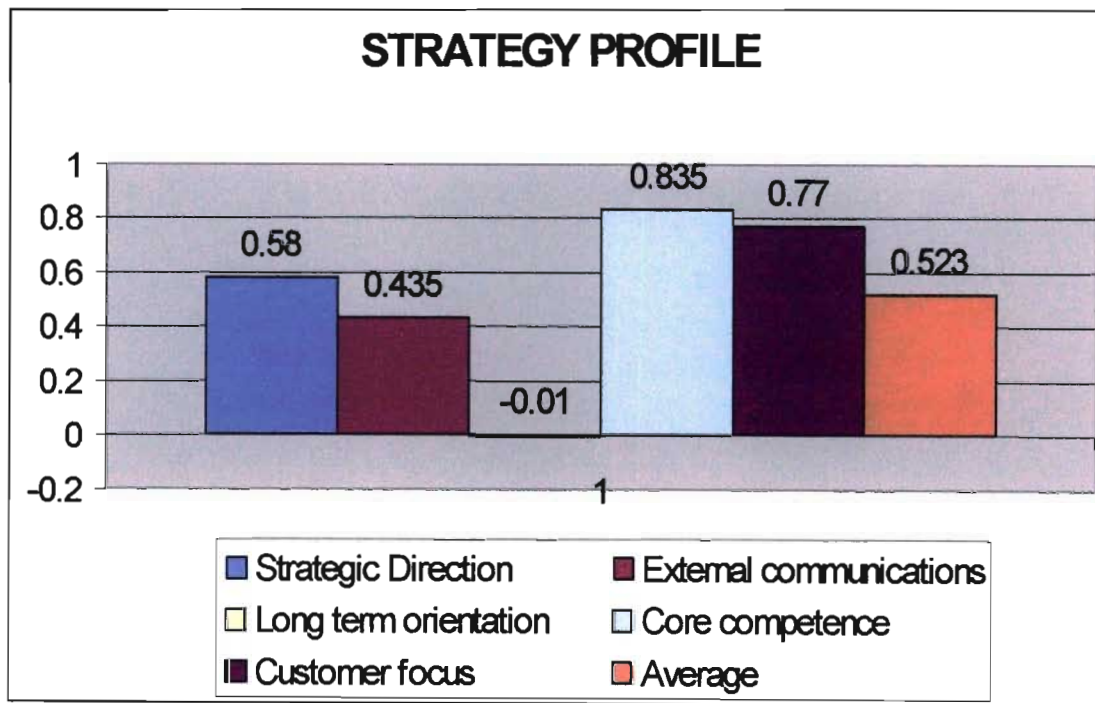 STRATEGY PROFILE
1
0.8
0.6
0.4
0.2
0
-0.2
0.58
0.435
-0.01
0.835
0.77
0.523
1
Strategic Direction
External communications
Long term orientation
Core competence
Customer focus
Average